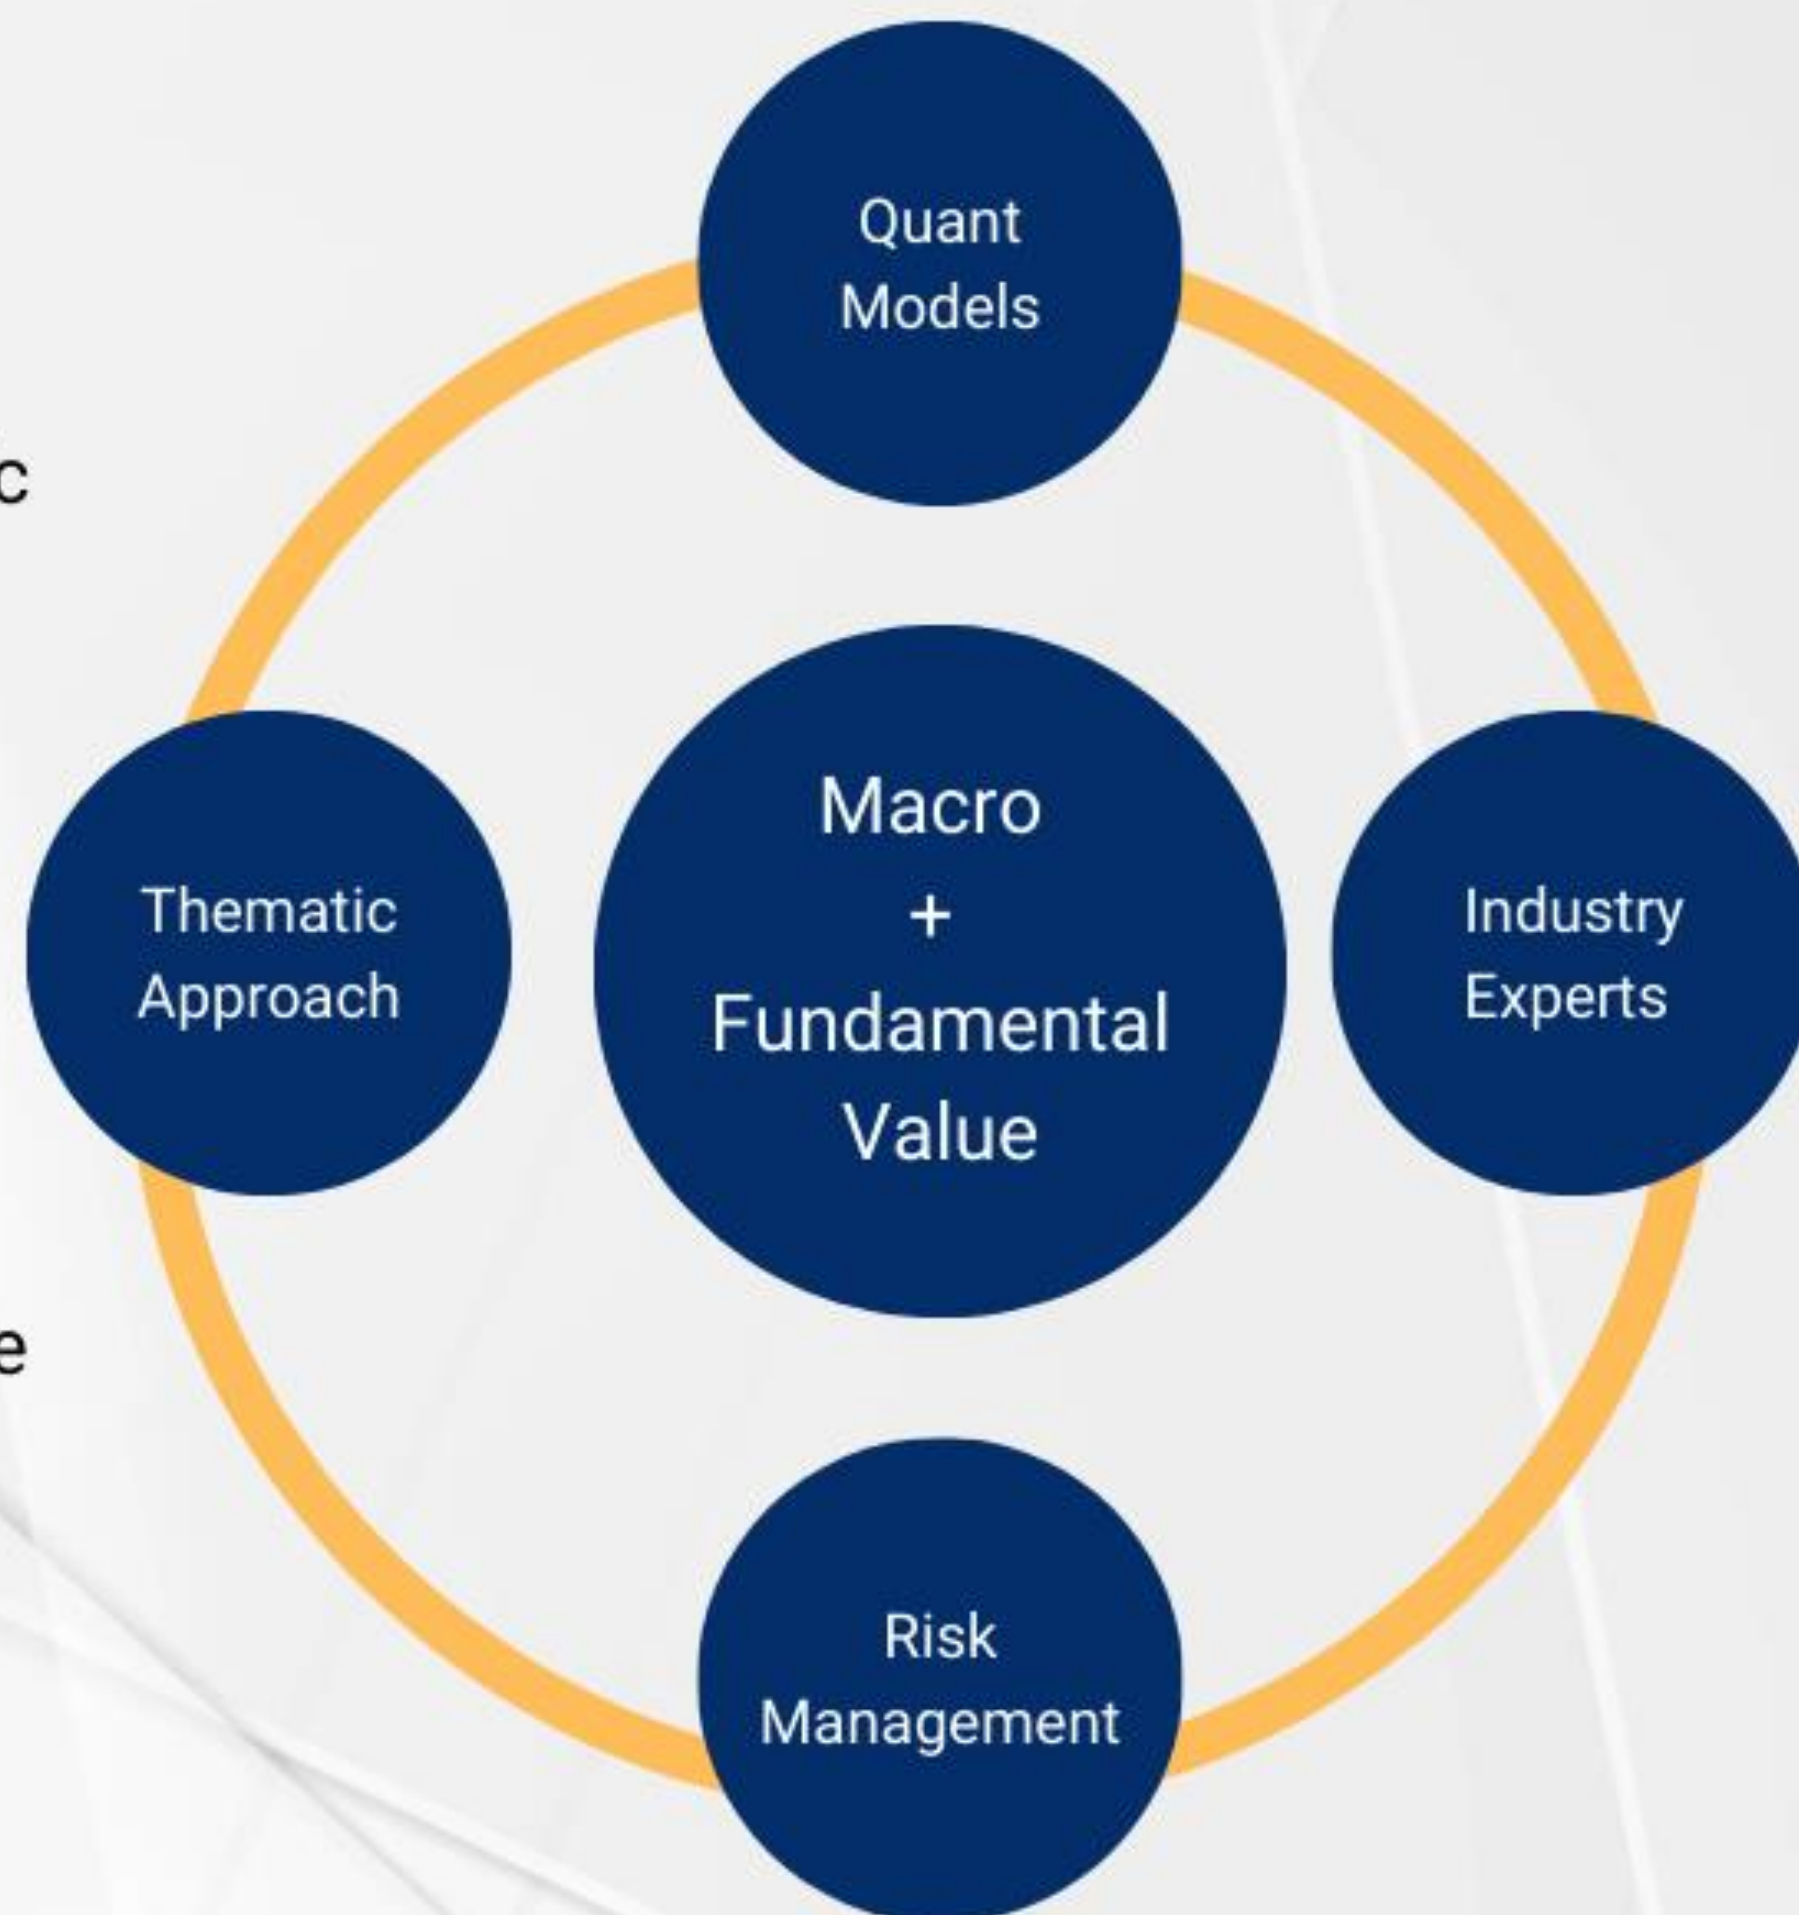 Quant
Models
c
Macro
+
Fundamental
Value
Thematic
Approach
Industry
Experts
e
Risk
Management